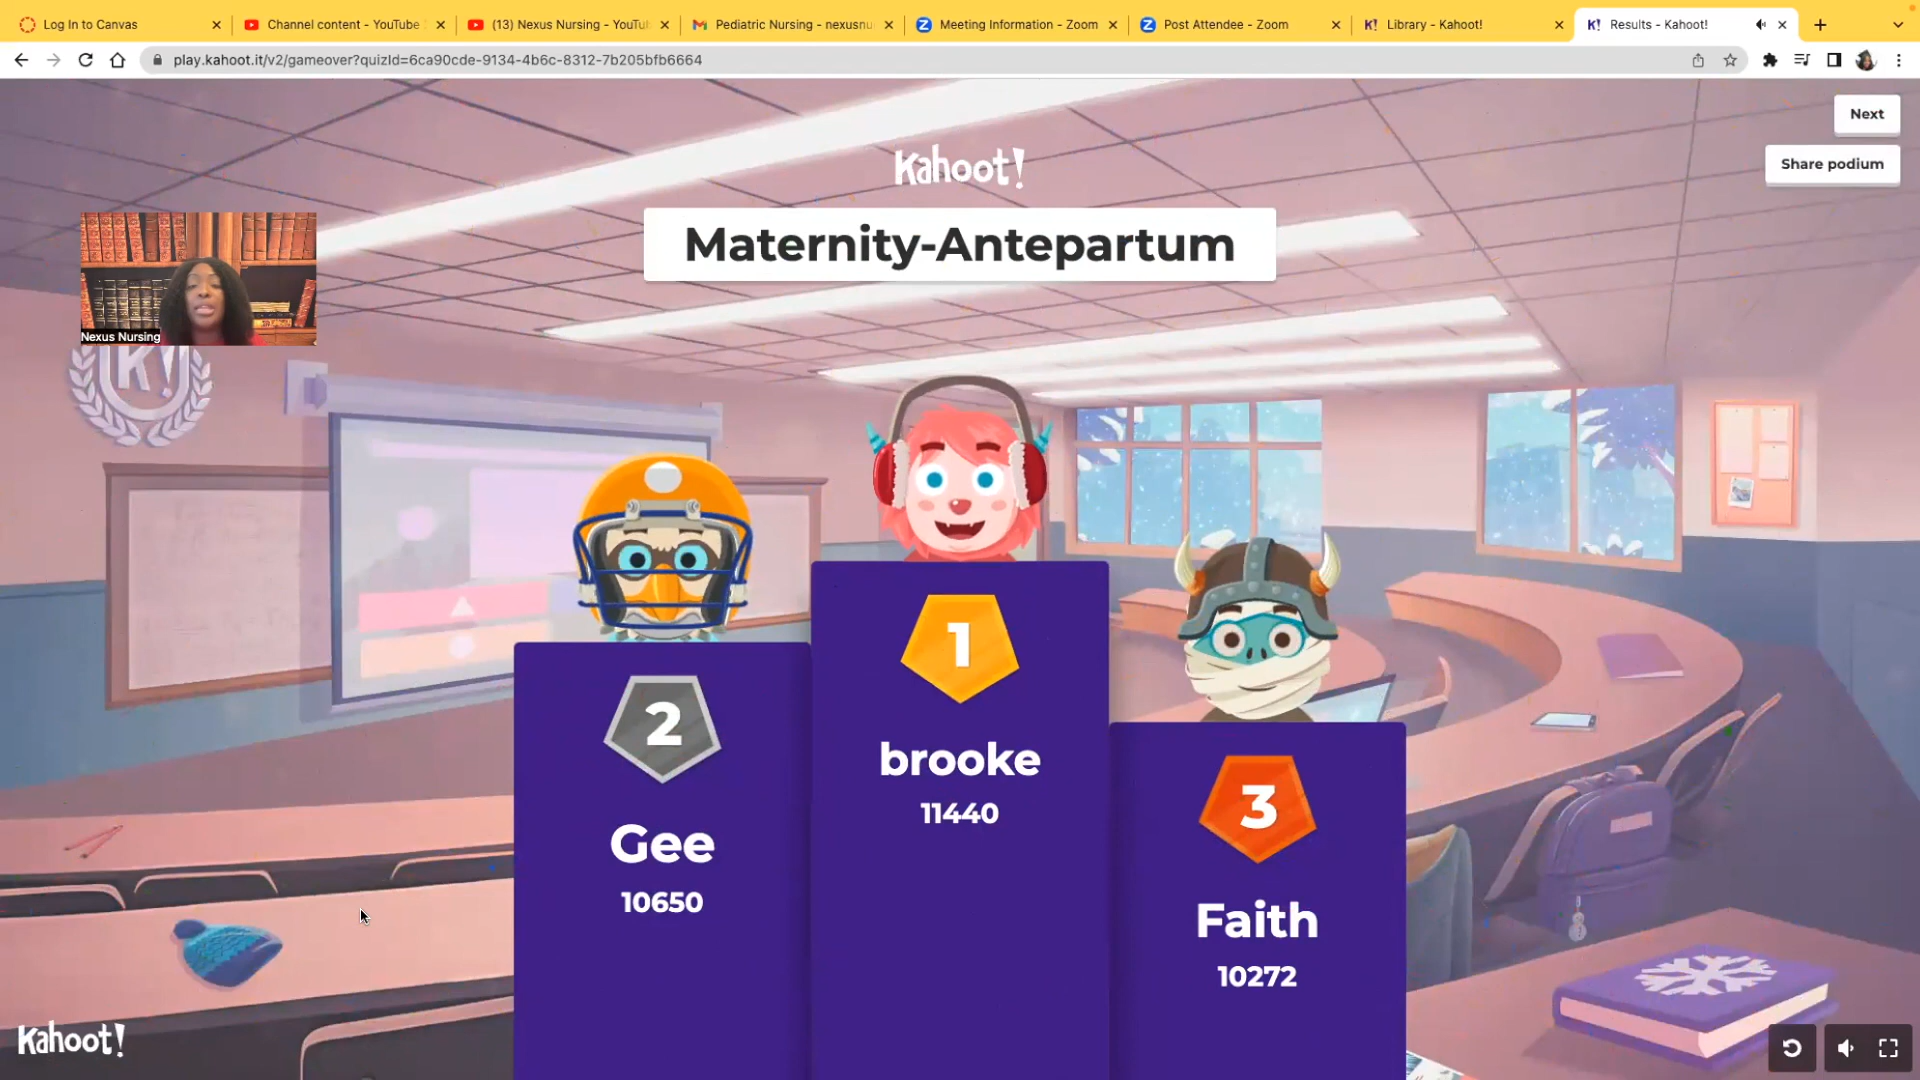 Log In to Canvas
Channel content - YouTube
(13) Nexus Nursing - YouTu
Pediatric Nursing - nexusnu
Meeting Information - Zoom
Post Attendee - Zoom
K! Library - Kahoot!
K! Results - Kahoot!
play.kahoot.it/v2/gameover?quizId=6ca90cde-9134-4b6c-8312-7b205bfb6664
Next
Share podium
Kahoot!
Maternity-Antepartum
Nexus Nursing
K!
1
2
brooke
11440
3
Gee
10650
Faith
10272
Kahoot!